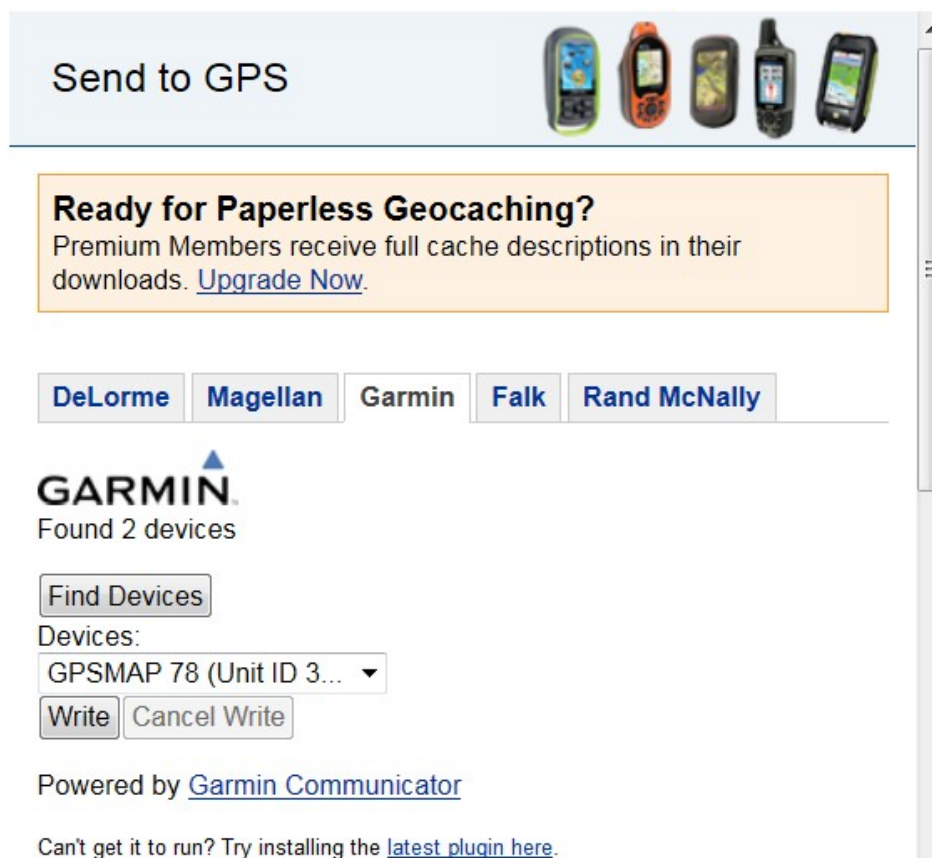 Send to GPS
Ready for Paperless Geocaching?
Premium Members receive full cache descriptions in their
downloads. Upgrade Now.
DeLorme Magellan Garmin Falk Rand McNally
GARMIN
Found 2 devices
Find Devices
Devices:
GPSMAP 78 (Unit ID 3...
Write Cancel Write
Powered by Garmin Communicator
Can't get it to run? Try installing the latest plugin here.